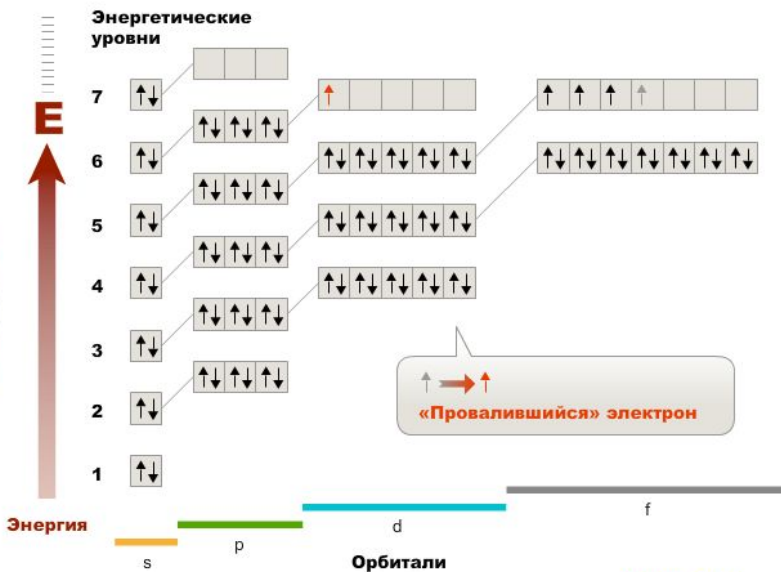 Энергетические
уровни
7
E
6
5
4
3
2
1
«Провалившийся» электрон
Энергия
s
p
d
f
Орбитали